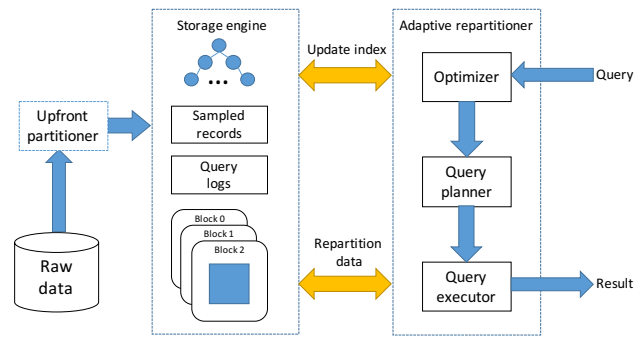 Storage engine
Adaptive repartitioner
Update index
Optimizer
Query
Upfront
partitioner
...
Sampled
records
Query
logs
Query
planner
Block 0
Block 1
Block 2
Repartition
data
Raw
data
Query
executor
Result